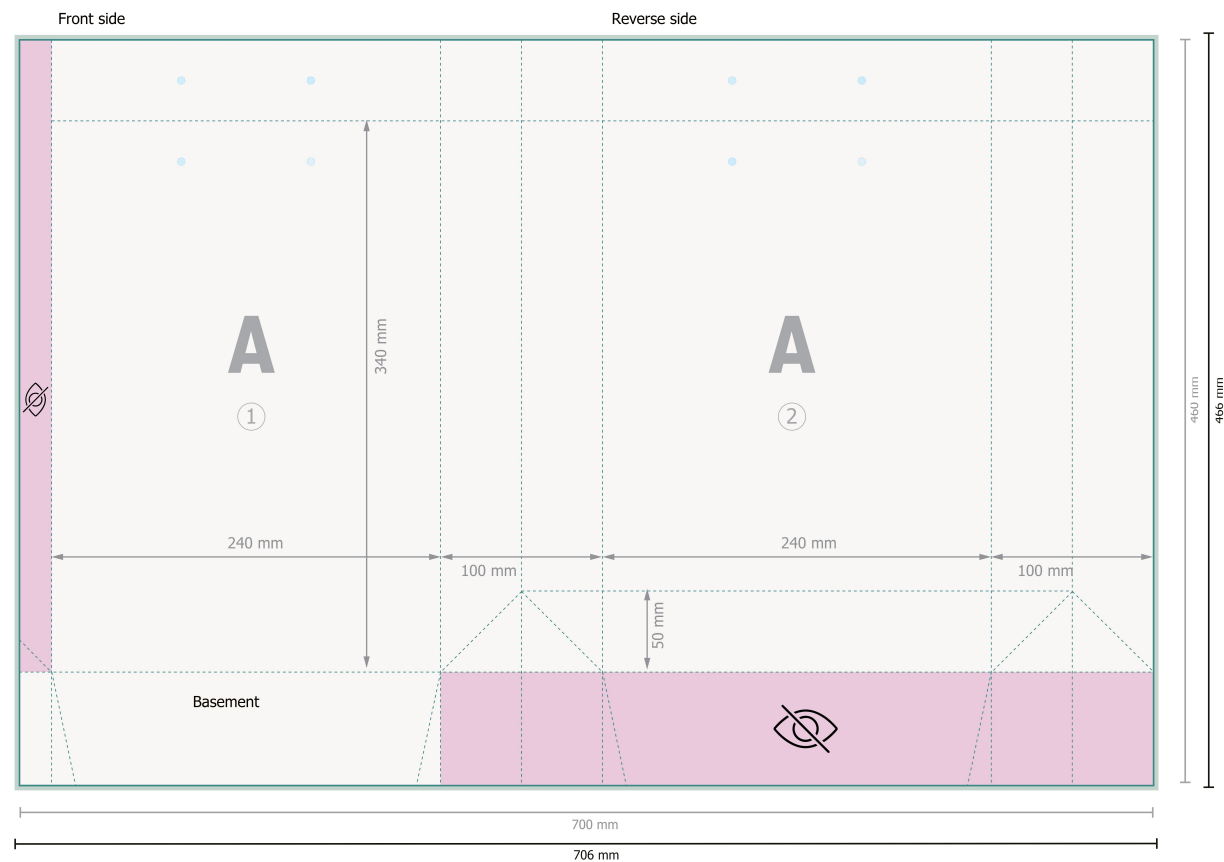 Front side
Reverse side
340 mm
A
A
1
2
460 mm
466 mm
240 mm
240 mm
100 mm
100 mm
50 mm
Basement
700 mm
706 mm